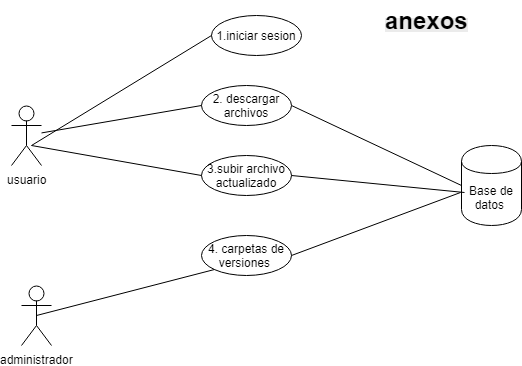 anexos
1.iniciar sesion
2. descargar
archivos
usuario
3.subir archivo
actualizado
Base de
datos
4. carpetas de
versiones
administrador